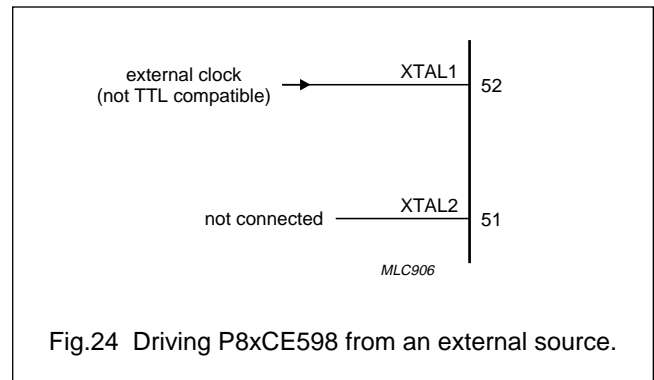 external clock
(not TTL compatible)
XTAL1
52
not connected
XTAL2
51
MLC906
Fig.24 Driving P8xCE598 from an external source.